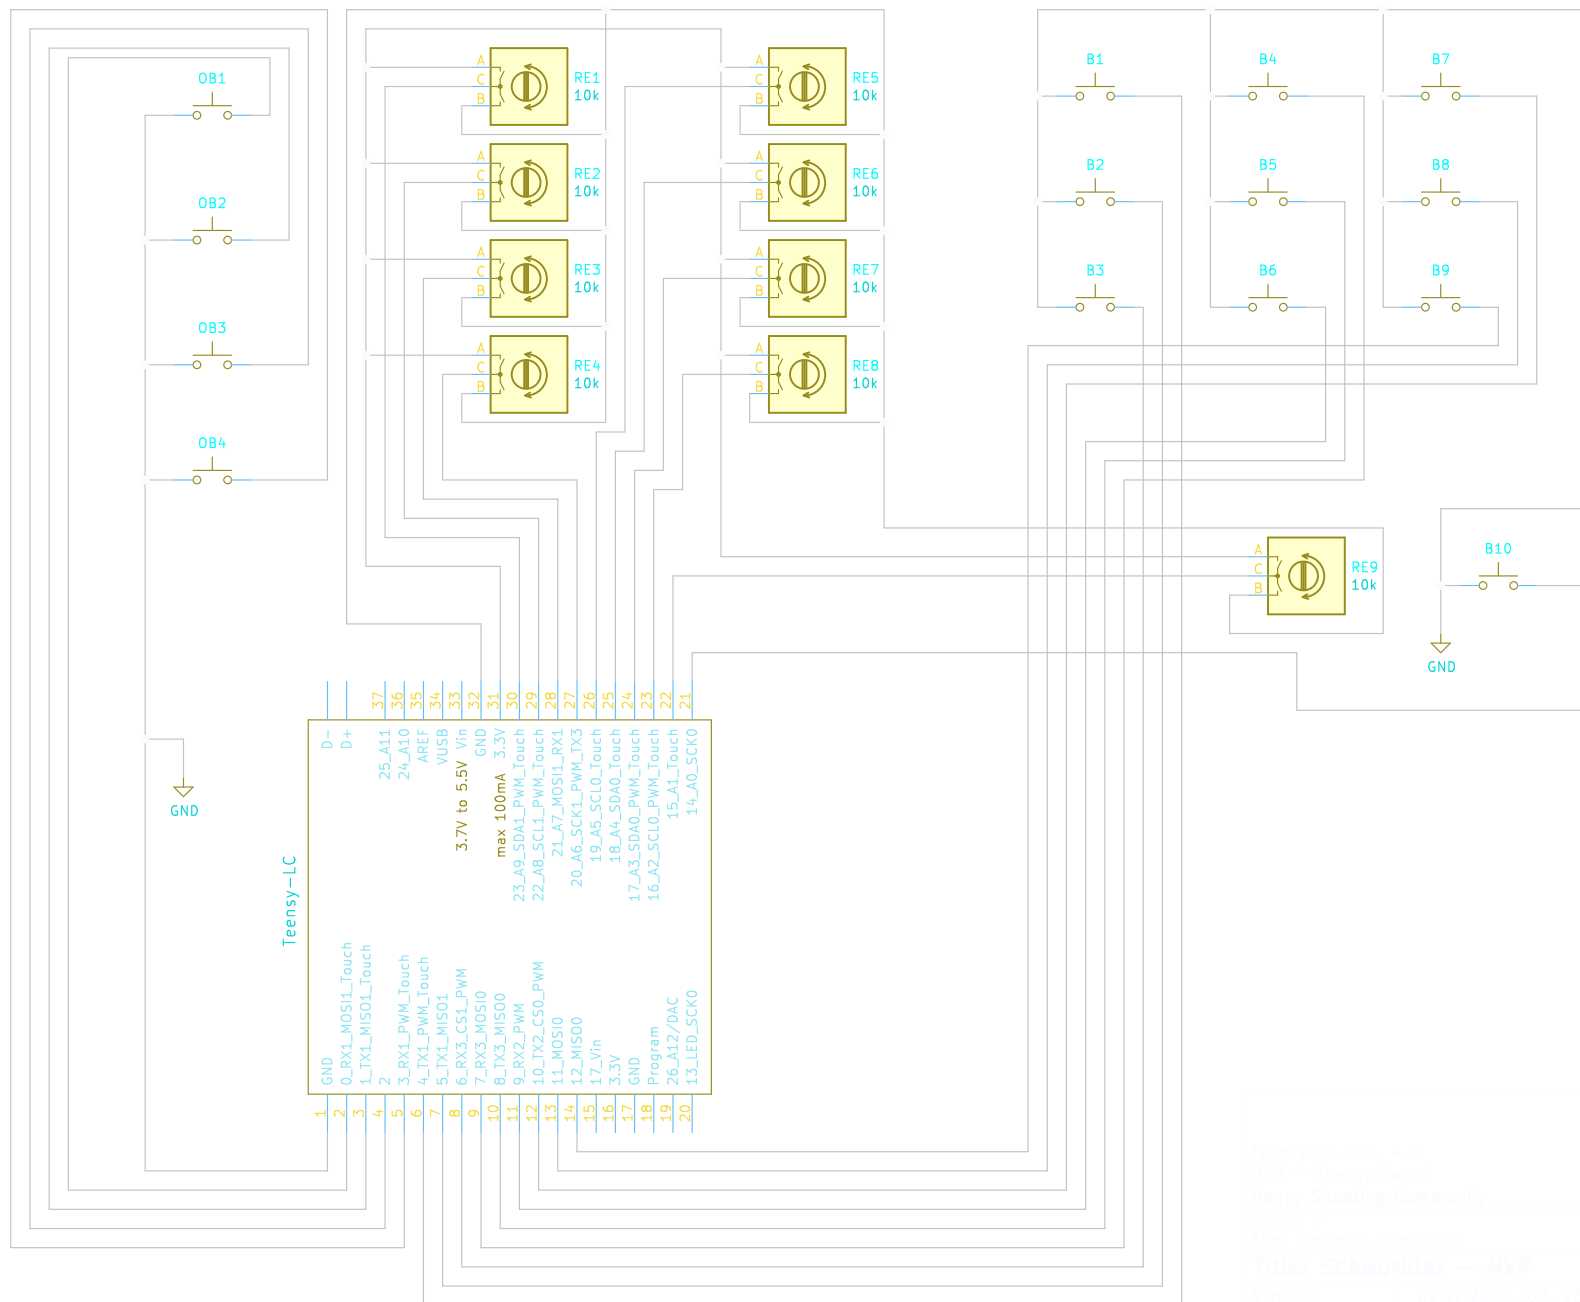 OB1
OB2
OB3
OB4
A
C
B
RE1
10k
A
C
B
RE2
10k
A
C
B
RE3
10k
A
C
B
RE4
10k
A
C
B
RE5
10k
A
C
B
RE6
10k
A
C
B
RE7
10k
A
C
B
RE8
10k
B1
B4
B7
B2
B5
B8
B3
B6
B9
A
C
B
RE9
10k
B10
GND
GND
37
36
35
34
33
32
31
30
29
28
27
26
25
24
23
22
21
D-
D+
25_A11
24_A10
AREF
VUSB
Vin
GND
3.3V
23_A9_SDA1_PWM_Touch
22_A8_SCL1_PWM_Touch
21_A7_MOSI1_RX1
20_A6_SCK1_PWM_TX3
19_A5_SCL0_Touch
18_A4_SDA0_Touch
17_A3_SDA0_PWM_Touch
16_A2_SCL0_PWM_Touch
15_A1_Touch
14_A0_SCK0
3.7V to 5.5V
max 100mA
Teensy-LC
GND
0_RX1_MOSI1_Touch
1_TX1_MISO1_Touch
2
3_RX1_PWM_Touch
4_TX1_PWM_Touch
5_TX1_MISO1
6_RX3_CS1_PWM
7_RX3_MOSI0
8_TX3_MISO0
9_RX2_PWM
10_TX2_CS0_PWM
11_MOSI0
12_MISO0
17_Vin
3.3V
GND
Program
26_A12/DAC
13_LED_SCK0
1
2
3
4
5
6
7
8
9
10
11
12
13
14
15
16
17
18
19
20
Happy Shooting Community
Title: Schwurbler - MVP